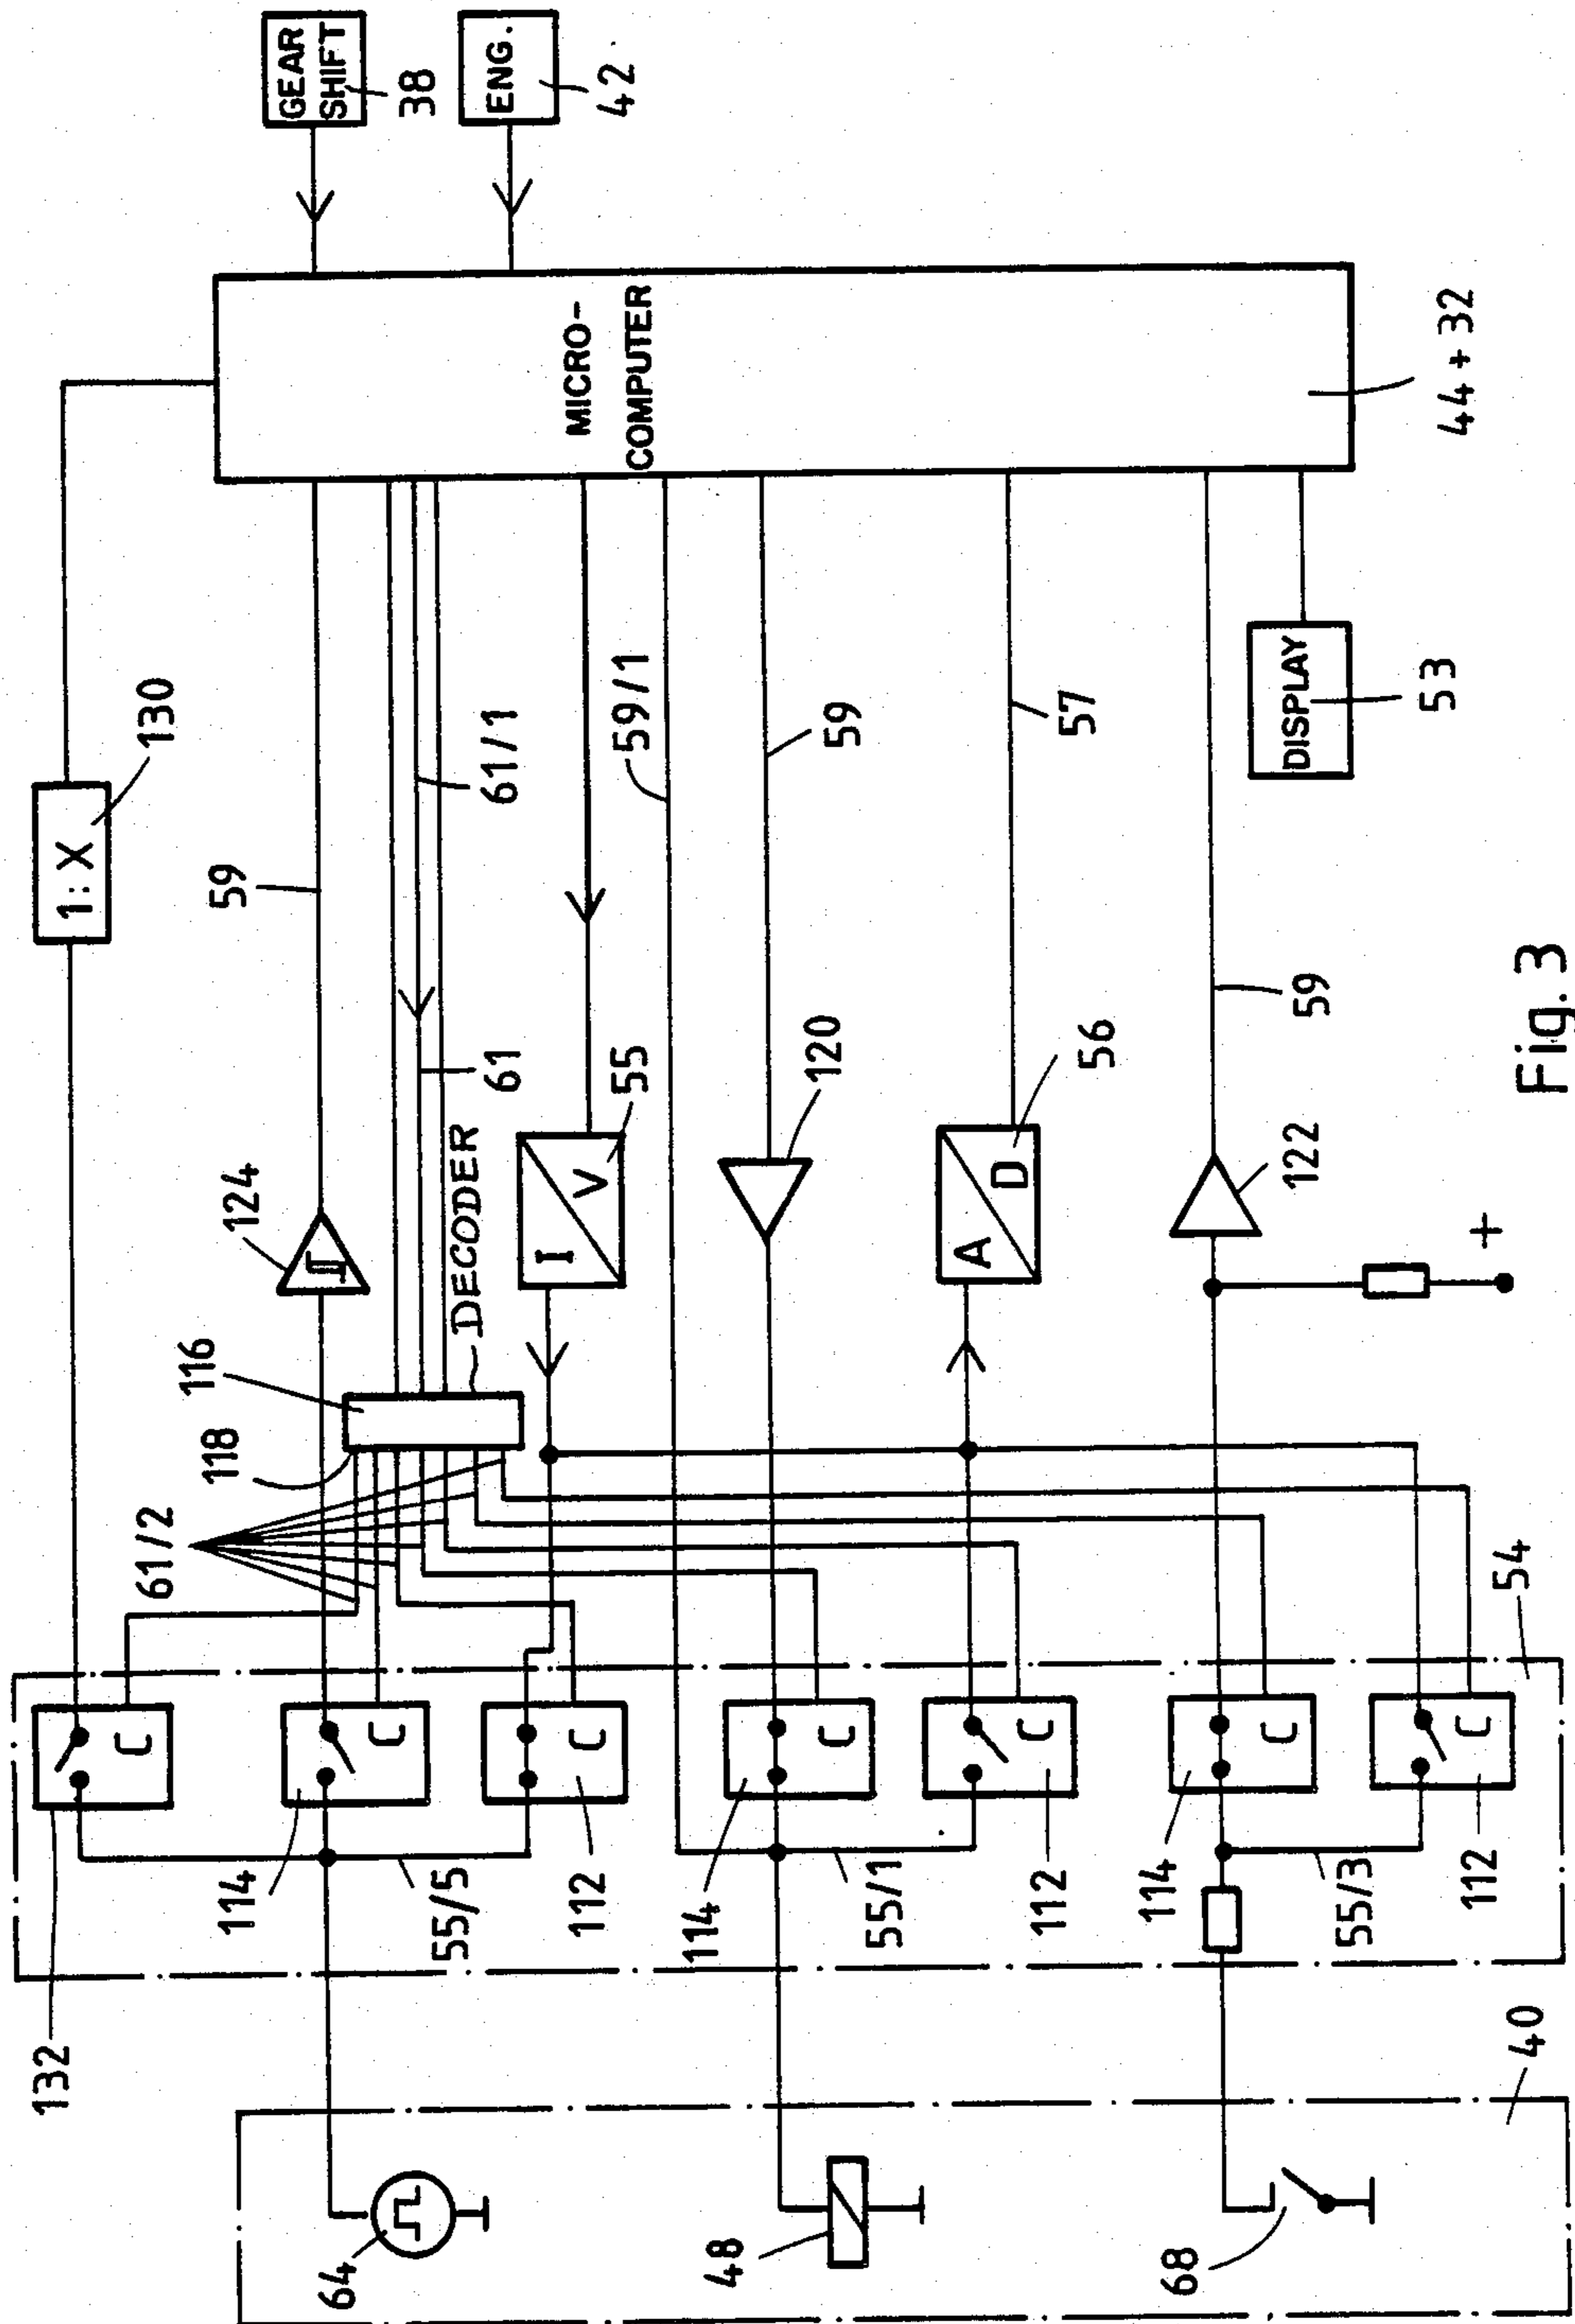 GEAR
SHIFT
38
ENG.
42
MICRO-
COMPUTER
44 + 32
1:X
130
59
61/1
59/1
59
57
DISPLAY
53
124
61
DECODER
I
V
55
120
A
D
56
59
122
+
116
118
61/2
54
C
C
C
C
C
C
C
132
114
55/5
112
114
55/1
112
114
55/3
112
64
48
68
40
Fig. 3